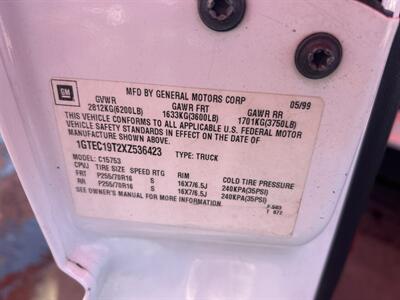 GM
MFD BY GENERAL MOTORS CORP 05/99
GVWR GAWR FRT GAWR RR
2812KG(6200LB) 1633KG(3600LB) 1701KG(3750LB)
THIS VEHICLE CONFORMS TO ALL APPLICABLE U.S. FEDERAL MOTOR
VEHICLE SAFETY STANDARDS IN EFFECT ON THE DATE OF
MANUFACTURE SHOWN ABOVE.
1GTEC19T2XZ536423 TYPE: TRUCK
MODEL: C15753
CPUJ TIRE SIZE SPEED RTG RIM COLD TIRE PRESSURE
FRT P255/70R16 S 16X7/6.5J 240KPA(35PSI)
RR P255/70R16 S 16X7/6.5J 240KPA(35PSI)
SEE OWNER'S MANUAL FOR MORE INFORMATION.